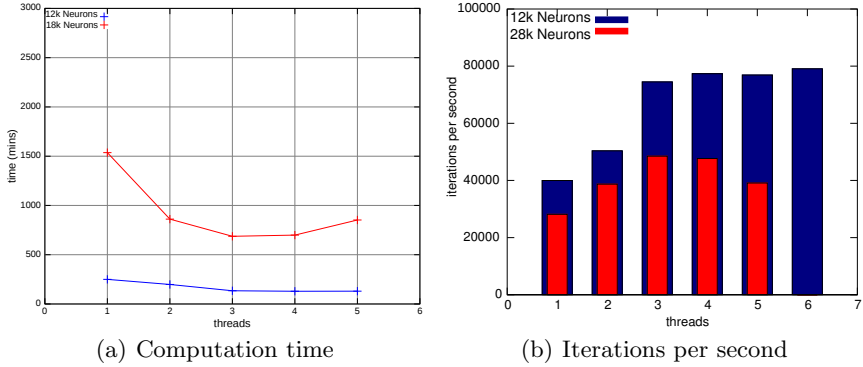 12k Neurons
18k Neurons
3000
2500
2000
1500
1000
500
0
0 1 2 3 4 5 6
time (mins)
threads
(a) Computation time
12k Neurons
28k Neurons
100000
80000
60000
40000
20000
0
0 1 2 3 4 5 6 7
iterations per second
threads
(b) Iterations per second